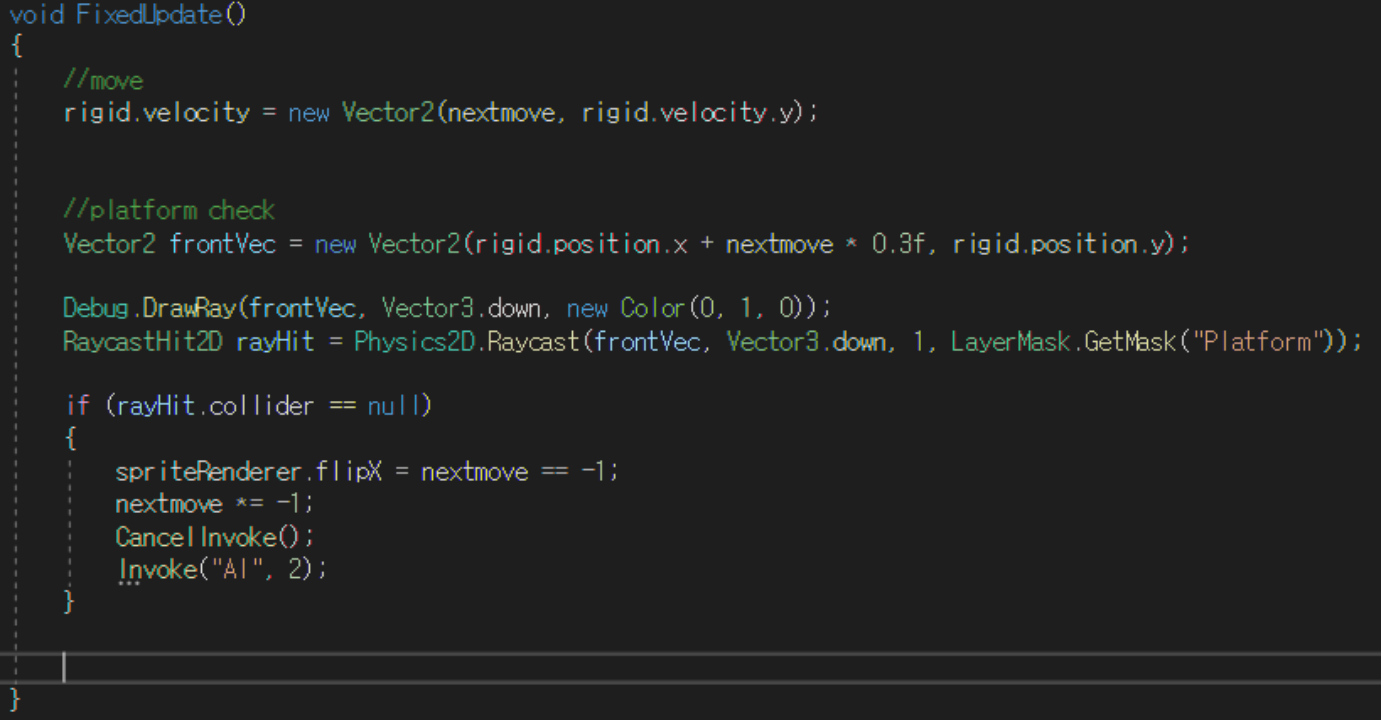 void FixedUpdate()
{
//move
rigid.velocity = new Vector2(nextmove, rigid.velocity.y);
//platform check
Vector2 frontVec = new Vector2(rigid.position.x + nextmove * 0.3f, rigid.position.y);
Debug.DrawRay(frontVec, Vector3.down, new Color(0, 1, 0));
RaycastHit2D rayHit = Physics2D.Raycast(frontVec, Vector3.down, 1, LayerMask.GetMask("Platform"));
if (rayHit.collider == null)
{
spriteRenderer.flipX = nextmove == -1;
nextmove *= -1;
CancelInvoke();
Invoke("AI", 2);
}
}